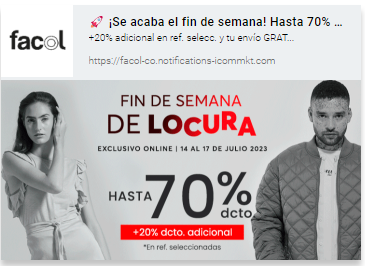 facol
🚀 ¡Se acaba el fin de semana! Hasta 70% ...
+20% adicional en ref. selecc. y tu envío GRAT...
https://facol-co.notifications-icommkt.com
FIN DE SEMANA
DE LOCURA
EXCLUSIVO ONLINE | 14 AL 17 DE JULIO 2023
HASTA 70% dcto
+20% dcto. adicional
*En ref. seleccionadas